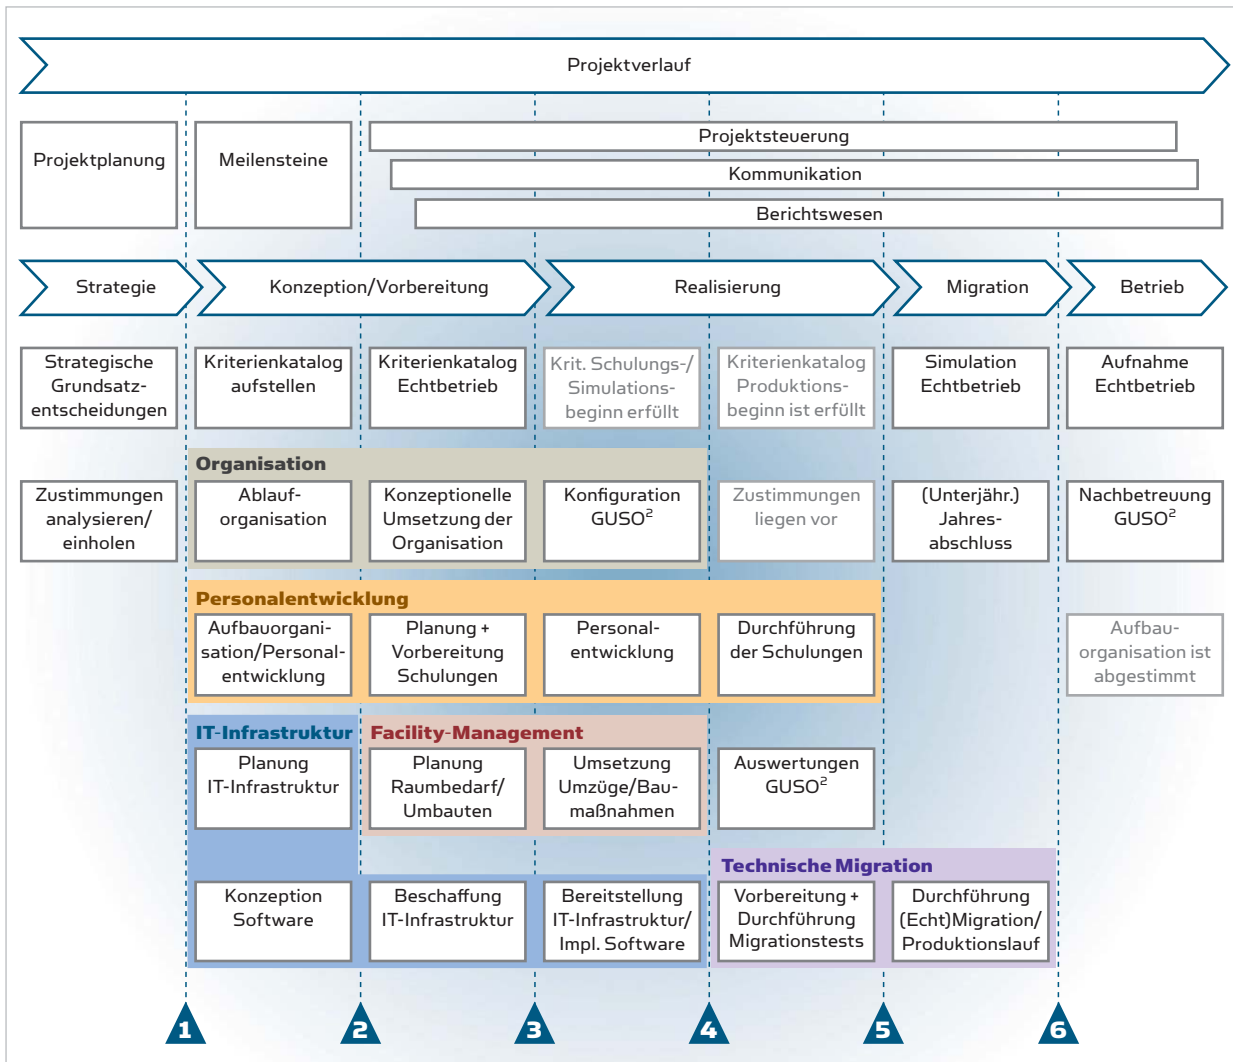 Projektverlauf
Projektplanung
Meilensteine
Projektsteuerung
Kommunikation
Berichtswesen
Strategie
Konzeption/Vorbereitung
Realisierung
Migration
Betrieb
Strategische
Grundsatz-
entscheidungen
Kriterienkatalog
aufstellen
Kriterienkatalog
Echtbetrieb
Krit. Schulungs-/
Simulations-
beginn erfüllt
Kriterienkatalog
Produktions-
beginn ist erfüllt
Simulation
Echtbetrieb
Aufnahme
Echtbetrieb
Organisation
Zustimmungen
analysieren/
einholen
Ablauf-
organisation
Konzeptionelle
Umsetzung der
Organisation
Konfiguration
GUSO²
Zustimmungen
liegen vor
(Unterjähr.)
Jahres-
abschluss
Nachbetreuung
GUSO²
Personalentwicklung
Aufbauorgani-
sation/Personal-
entwicklung
Planung +
Vorbereitung
Schulungen
Personal-
entwicklung
Durchführung
der Schulungen
Aufbau-
organisation ist
abgestimmt
IT-Infrastruktur
Facility-Management
Planung
IT-Infrastruktur
Planung
Raumbedarf/
Umbauten
Umsetzung
Umzüge/Bau-
maßnahmen
Auswertungen
GUSO²
Technische Migration
Konzeption
Software
Beschaffung
IT-Infrastruktur
Bereitstellung
IT-Infrastruktur/
Impl. Software
Vorbereitung +
Durchführung
Migrationstests
Durchführung
(Echt)Migration/
Produktionslauf
1
2
3
4
5
6